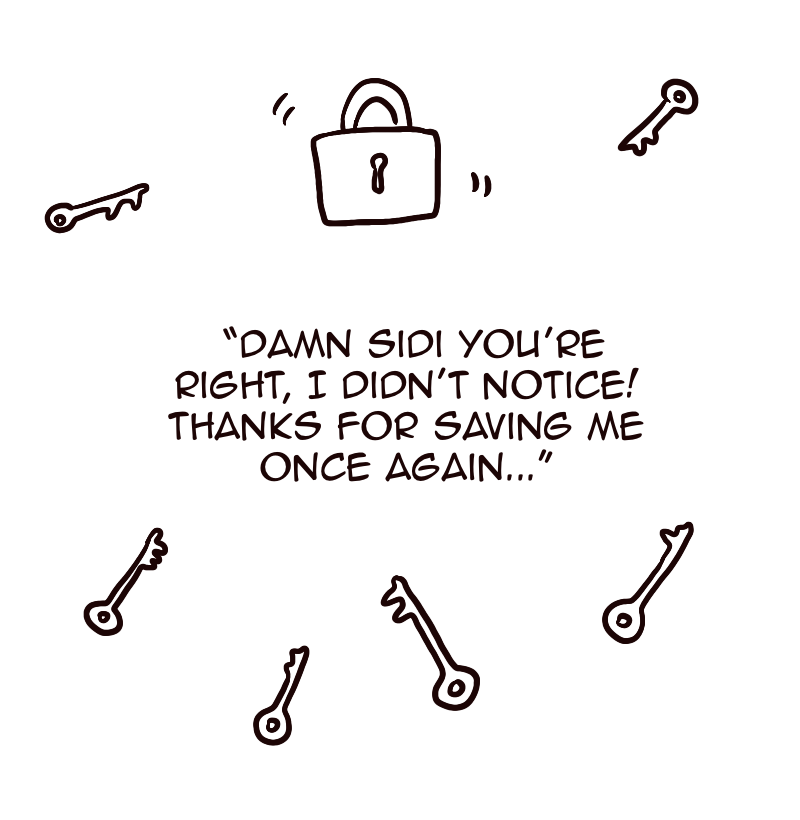 “DAMN SIDI YOU’RE
RIGHT, I DIDN’T NOTICE!
THANKS FOR SAVING ME
ONCE AGAIN...”